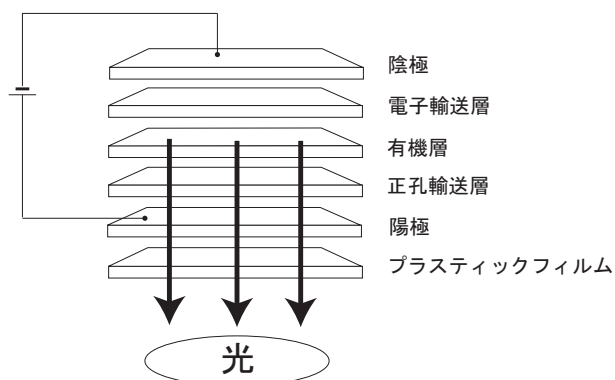 陰極
電子輸送層
有機層
正孔輸送層
陽極
プラスティックフィルム
光